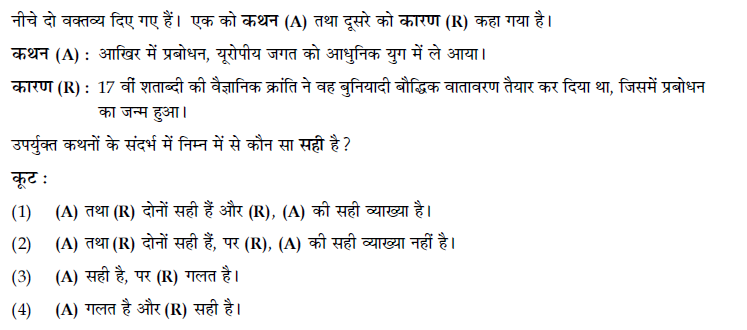 नीचे दो वक्तव्य दिए गए हैं। एक को कथन (A) तथा दूसरे को कारण (R) कहा गया है।
कथन (A) : आखिर में प्रबोधन, यूरोपीय जगत को आधुनिक युग में ले आया।
कारण (R) : 17 वीं शताब्दी की वैज्ञानिक क्रांति ने वह बुनियादी बौद्धिक वातावरण तैयार कर दिया था, जिसमें प्रबोधन
का जन्म हुआ।
उपर्युक्त कथनों के संदर्भ में निम्न में से कौन सा सही है ?
कूट :
(1) (A) तथा (R) दोनों सही हैं और (R), (A) की सही व्याख्या है।
(2) (A) तथा (R) दोनों सही हैं, पर (R), (A) की सही व्याख्या नहीं है।
(3) (A) सही है, पर (R) गलत है।
(4) (A) गलत है और (R) सही है।